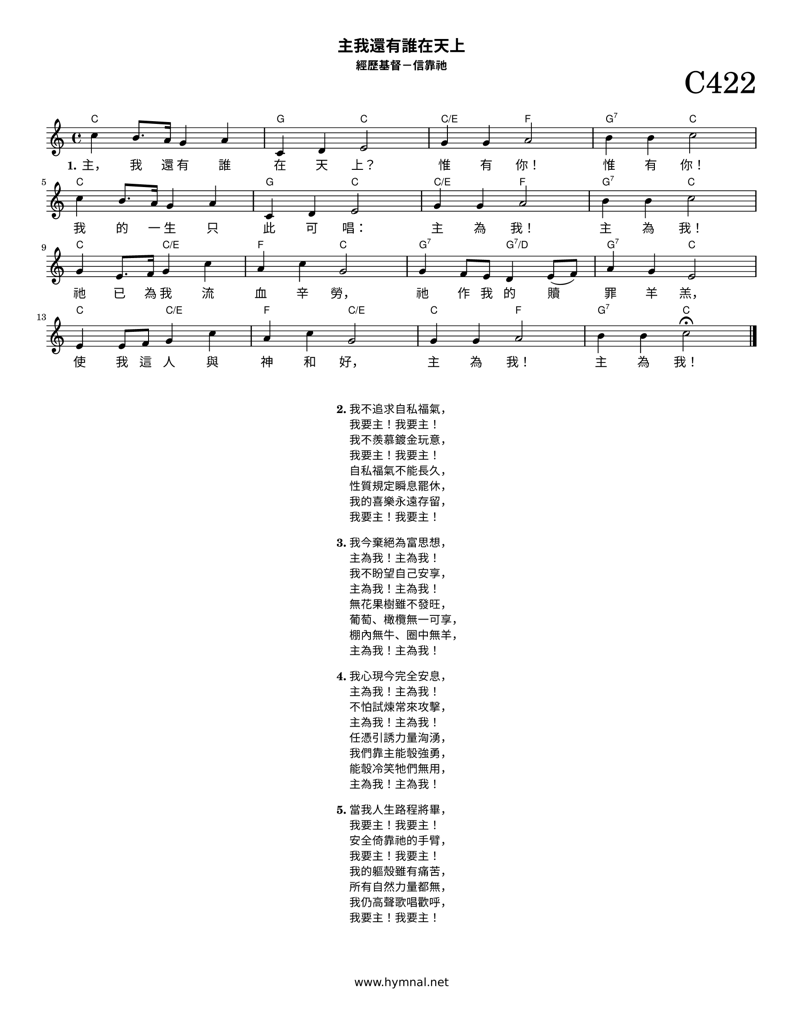 主我還有誰在天上
經歷基督－信靠祂
C422
C G C C/E F G7 C
1. 主， 我 還 有 誰 在 天 上？ 惟 有 你！ 惟 有 你！
5 C G C C/E F G7 C
我 的 一 生 只 此 可 唱： 主 為 我！ 主 為 我！
9 C C/E F C G7 G7/D G7 C
祂 已 為 我 流 血 辛 勞， 祂 作 我 的 贖 罪 羊 羔，
13 C C/E F C/E C F G7 C
使 我 這 人 與 神 和 好， 主 為 我！ 主 為 我！
2. 我不追求自私福氣，
我要主！我要主！
我不羨慕鍍金玩意，
我要主！我要主！
自私福氣不能長久，
性質規定瞬息罷休，
我的喜樂永遠存留，
我要主！我要主！
3. 我今棄絕為富思想，
主為我！主為我！
我不盼望自己安享，
主為我！主為我！
無花果樹雖不發旺，
葡萄、橄欖無一可享，
棚內無牛、圈中無羊，
主為我！主為我！
4. 我心現今完全安息，
主為我！主為我！
不怕試煉常來攻擊，
主為我！主為我！
任憑引誘力量洶湧，
我們靠主能彀強勇，
能彀冷笑牠們無用，
主為我！主為我！
5. 當我人生路程將畢，
我要主！我要主！
安全倚靠祂的手臂，
我要主！我要主！
我的軀殼雖有痛苦，
所有自然力量都無，
我仍高聲歌唱歡呼，
我要主！我要主！
www.hymnal.net